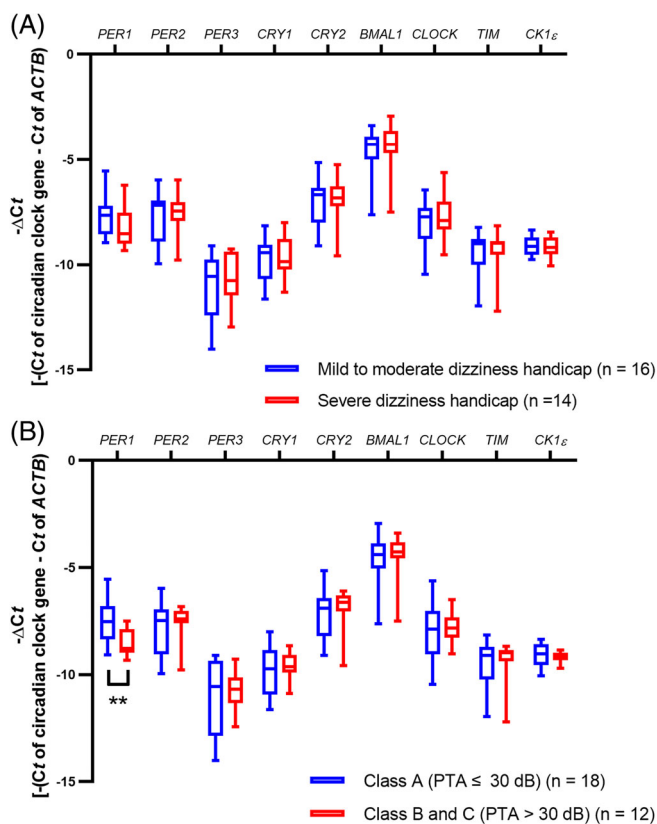 (A)
PER1 PER2 PER3 CRY1 CRY2 BMAL1 CLOCK TIM CK1ε
0
-5
-10
-15
-ΔCt
[-(Ct of circadian clock gene - Ct of ACTB)
Mild to moderate dizziness handicap (n = 16)
Severe dizziness handicap (n =14)
(B)
PER1 PER2 PER3 CRY1 CRY2 BMAL1 CLOCK TIM CK1ε
0
-5
-10
-15
-ΔCt
[-(Ct of circadian clock gene - Ct of ACTB)
**
Class A (PTA ≤ 30 dB) (n = 18)
Class B and C (PTA > 30 dB) (n = 12)